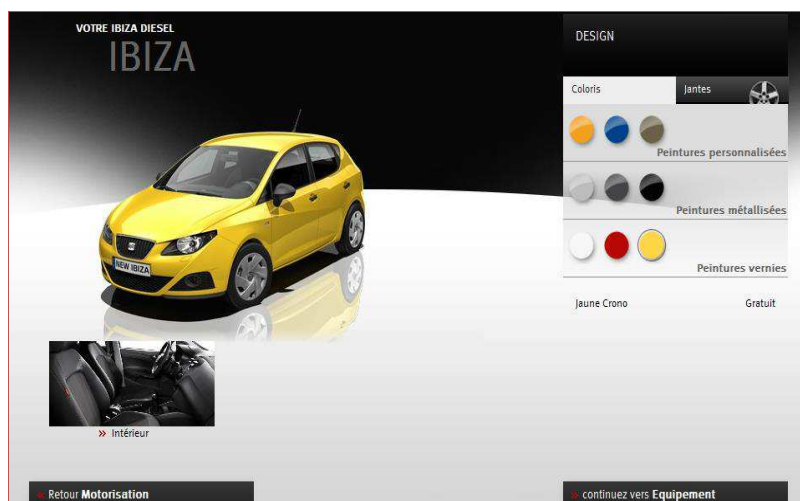 VOTRE IBIZA DIESEL
IBIZA
DESIGN
Coloris
Jantes
Peintures personnalisées
Peintures métallisées
Peintures vernies
Jaune Crono
Gratuit
NEW IBIZA
» Intérieur
Retour Motorisation
» continuez vers Equipement